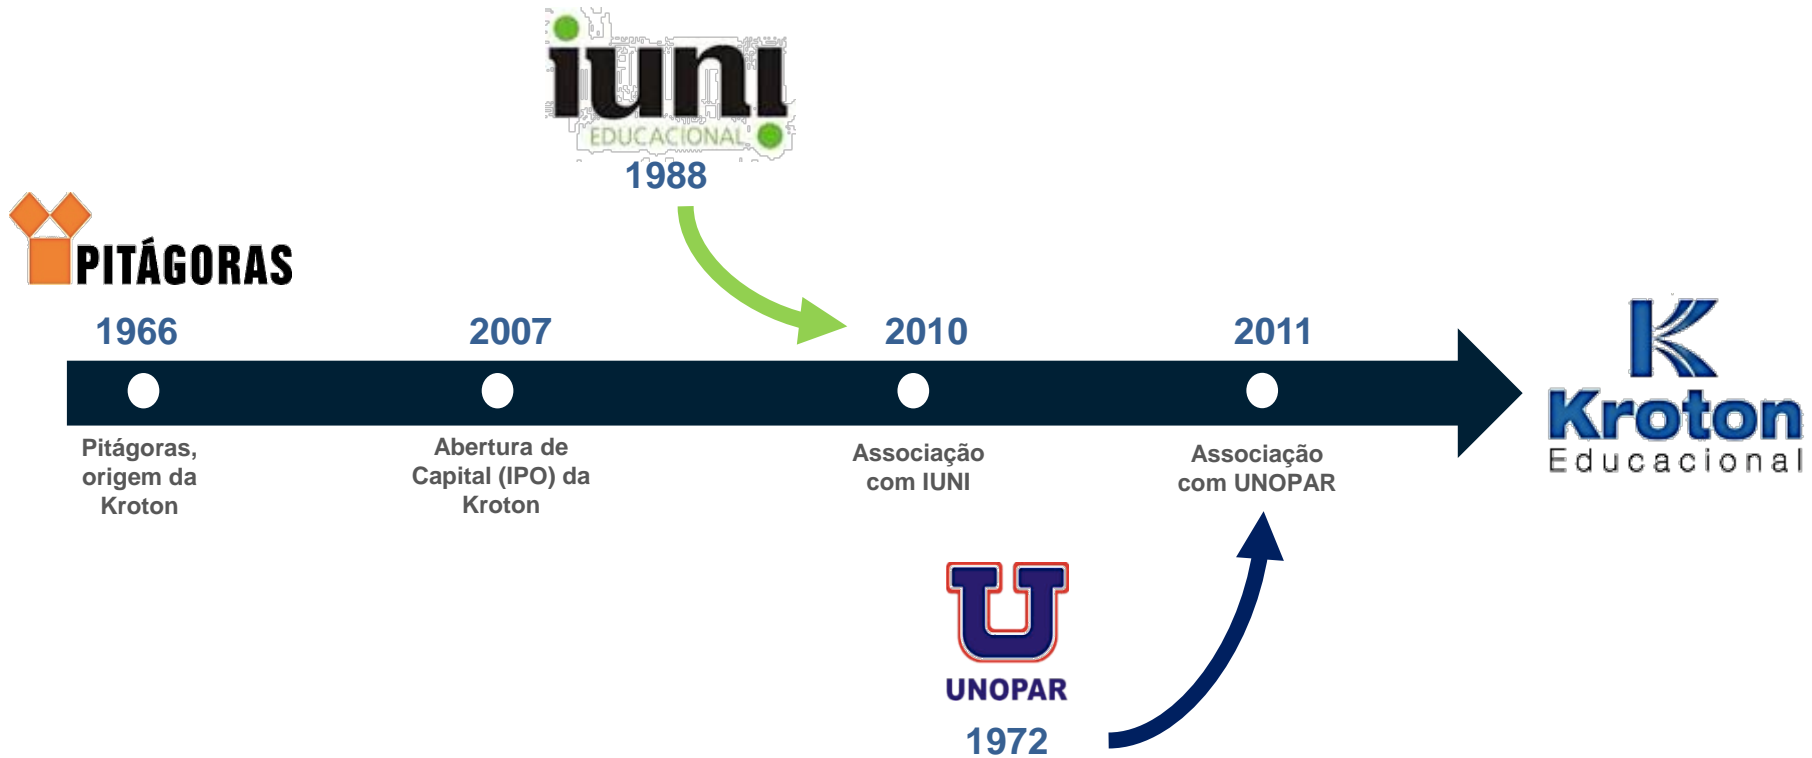 iuni
EDUCACIONAL
1988
PITÁGORAS
1966
2007
2010
2011
Kroton
Educacional
Pitágoras,
origem da
Kroton
Abertura de
Capital (IPO) da
Kroton
Associação
com IUNI
Associação
com UNOPAR
UNOPAR
1972